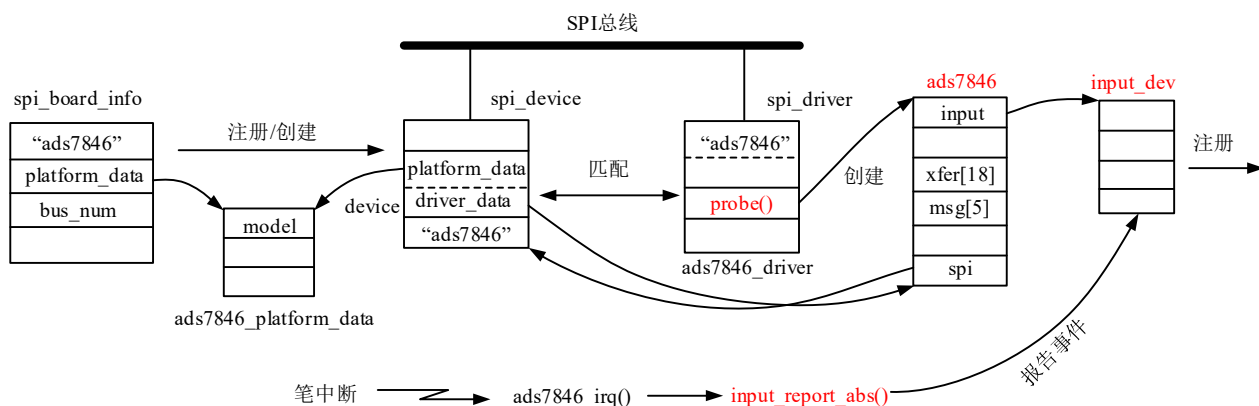 SPI总线
spi_board_info
"ads7846"
platform_data
bus_num
注册/创建
model
ads7846_platform_data
spi_device
platform_data
driver_data
"ads7846"
device
匹配
spi_driver
"ads7846"
probe()
ads7846_driver
创建
ads7846
input
xfer[18]
msg[5]
spi
input_dev
注册
报告事件
笔中断
ads7846_irq()
input_report_abs()